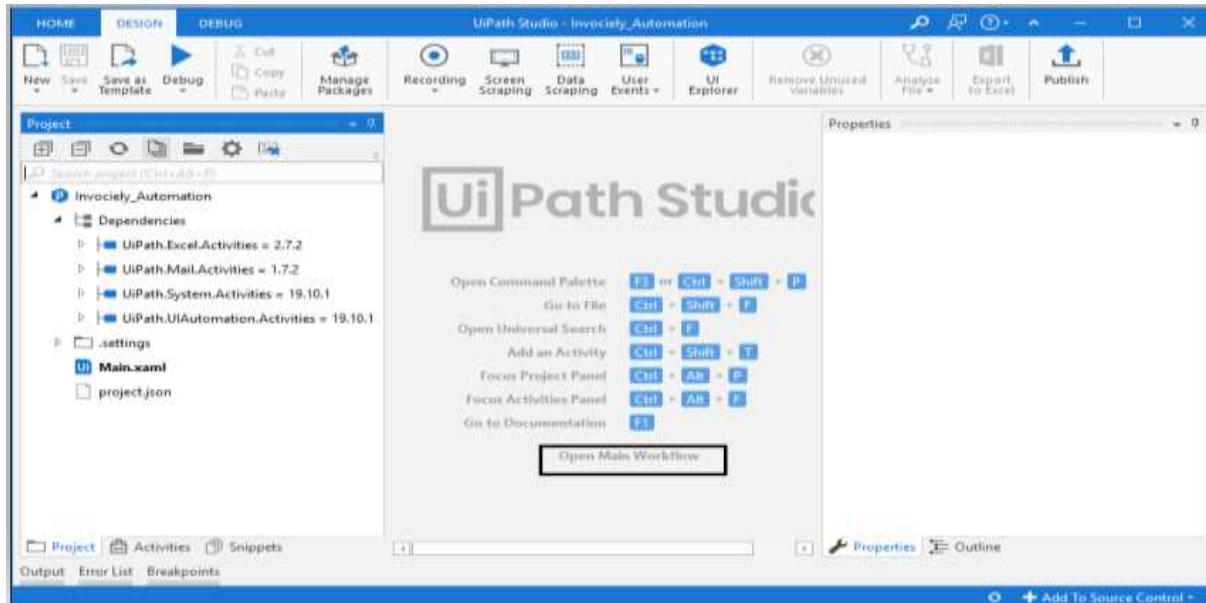 HOME DESIGN DEBUG UiPath Studio - Invociely_Automation
New Save Save as Template Debug Cut Copy Paste Manage Packages Recording Screen Scraping Data Scraping User Events UI Explorer Remove Unused Variables Analyze File Export to Excel Publish
Project
Search project (Ctrl+Alt+F)
Invociely_Automation
Dependencies
UiPath.Excel.Activities = 2.7.2
UiPath.Mail.Activities = 1.7.2
UiPath.System.Activities = 19.10.1
UiPath.UIAutomation.Activities = 19.10.1
.settings
Main.xaml
project.json
UiPath Studio
Open Command Palette F3 or Ctrl + Shift + P
Go to File Ctrl + Shift + F
Open Universal Search Ctrl + F
Add an Activity Ctrl + Shift + T
Focus Project Panel Ctrl + Alt + P
Focus Activities Panel Ctrl + Alt + F
Go to Documentation F1
Open Main Workflow
Properties
Project Activities Snippets
Properties Outline
Output Error List Breakpoints
Add To Source Control